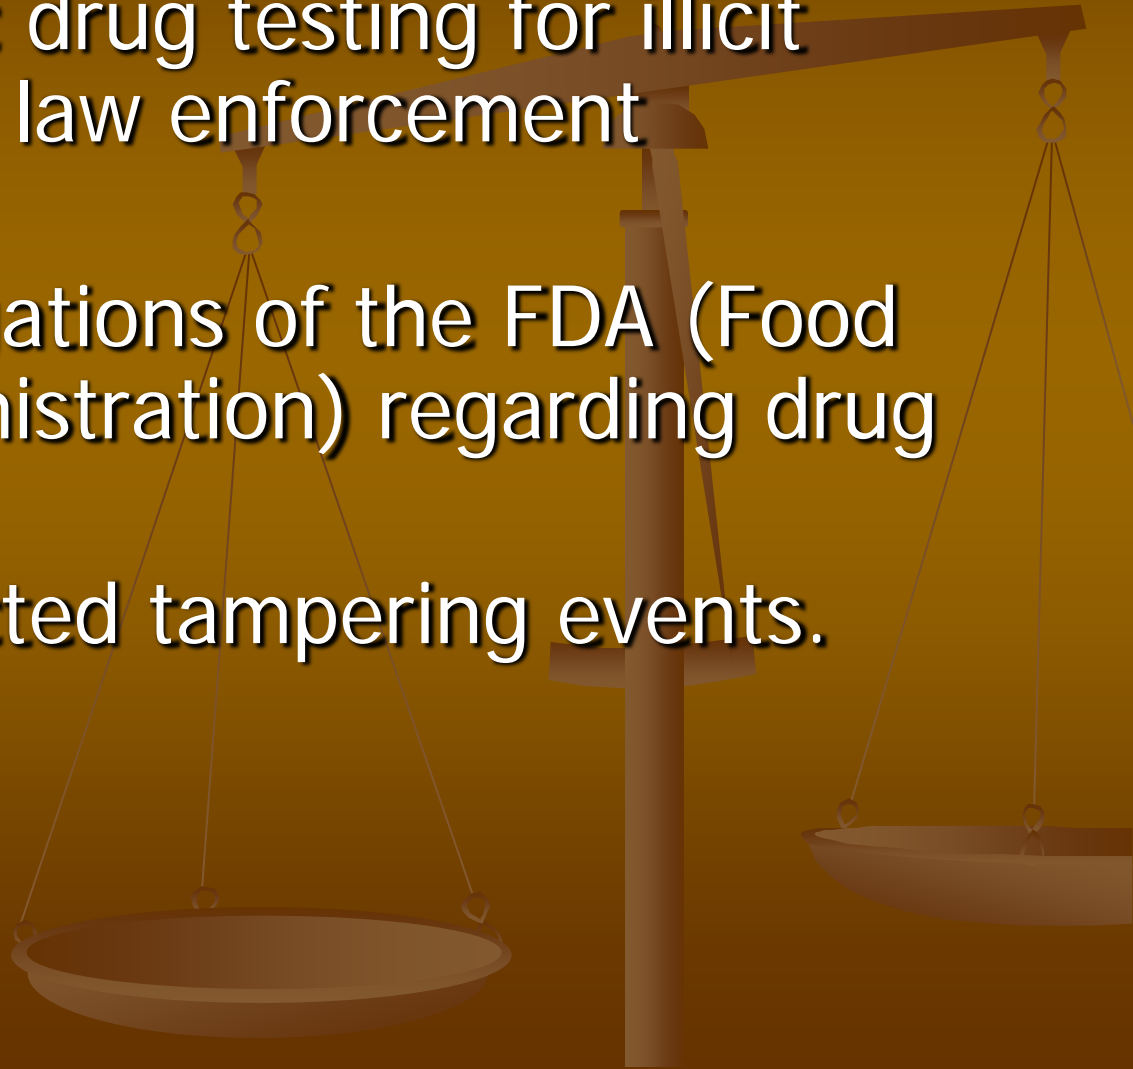 drug testing for illicit
law enforcement
ations of the FDA (Food
nistration) regarding drug
ted tampering events.